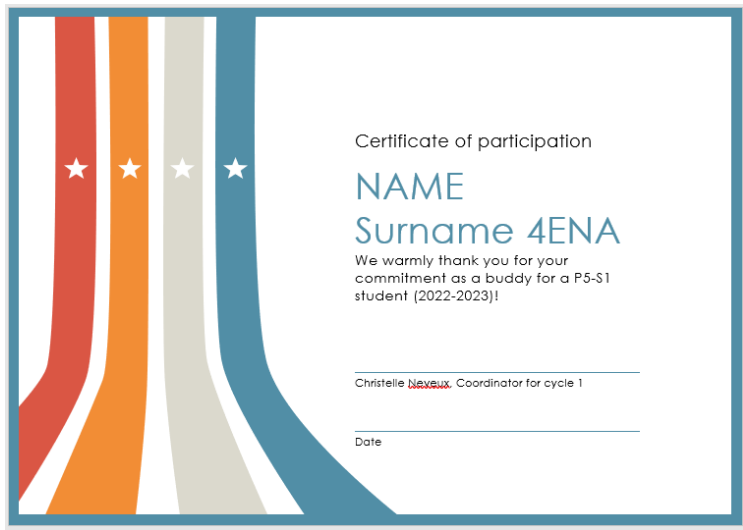 Certificate of participation
NAME
Surname 4ENA
We warmly thank you for your
commitment as a buddy for a P5-S1
student (2022-2023)!
Christelle Neveux, Coordinator for cycle 1
Date